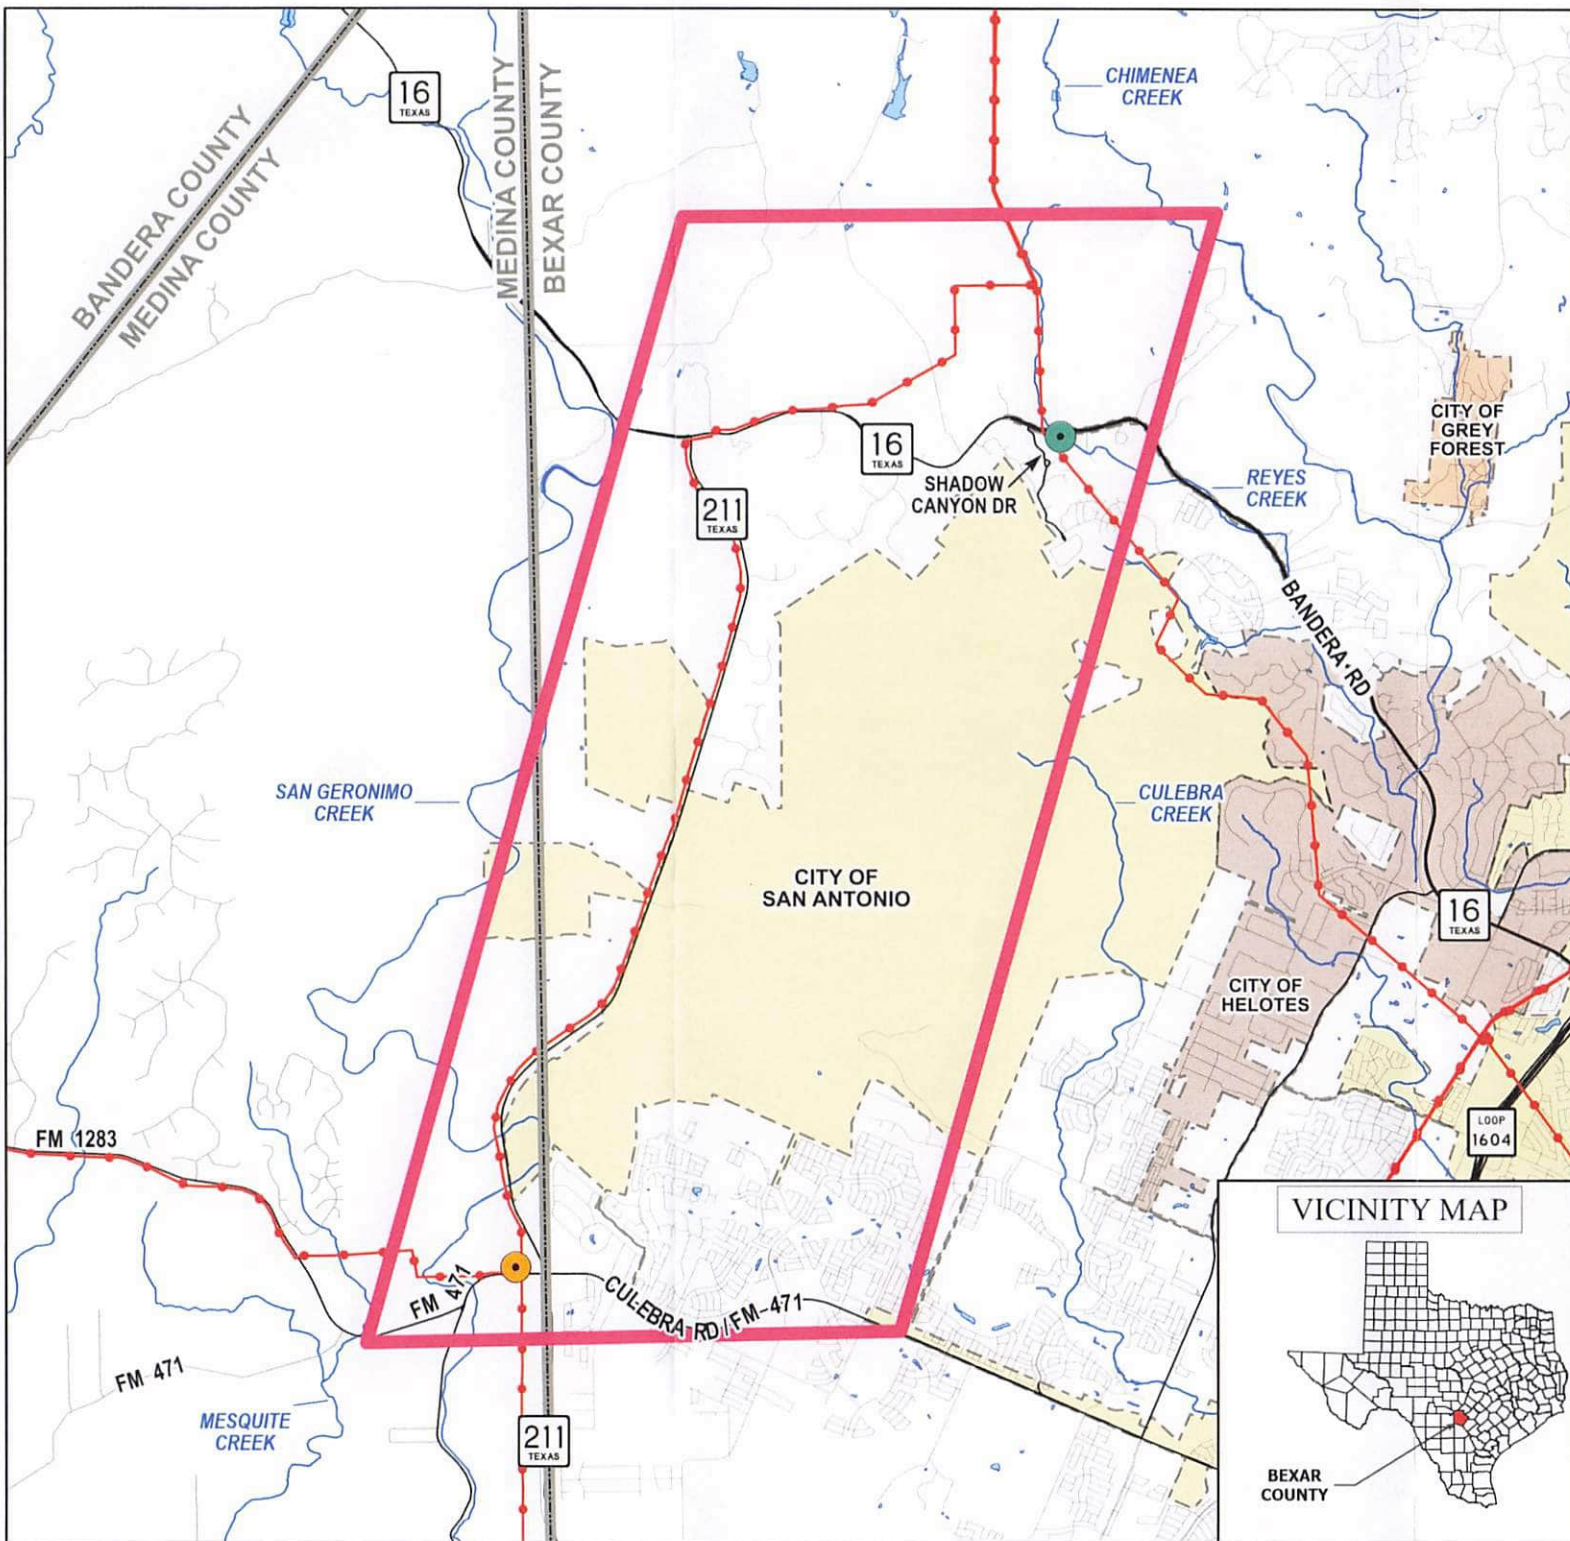 CHIMENEA
CREEK
16
TEXAS
BANDERA COUNTY
MEDINA COUNTY
MEDINA COUNTY
BEXAR COUNTY
CITY OF
GREY
FOREST
16
TEXAS
SHADOW
CANYON DR
REYES
CREEK
211
TEXAS
BANDERA RD
SAN GERONIMO
CREEK
CULEBRA
CREEK
CITY OF
SAN ANTONIO
16
TEXAS
CITY OF
HELOTES
FM 1283
LOOP
1604
FM 471
CULEBRA RD / FM 471
FM 471
MESQUITE
CREEK
211
TEXAS
VICINITY MAP
BEXAR
COUNTY